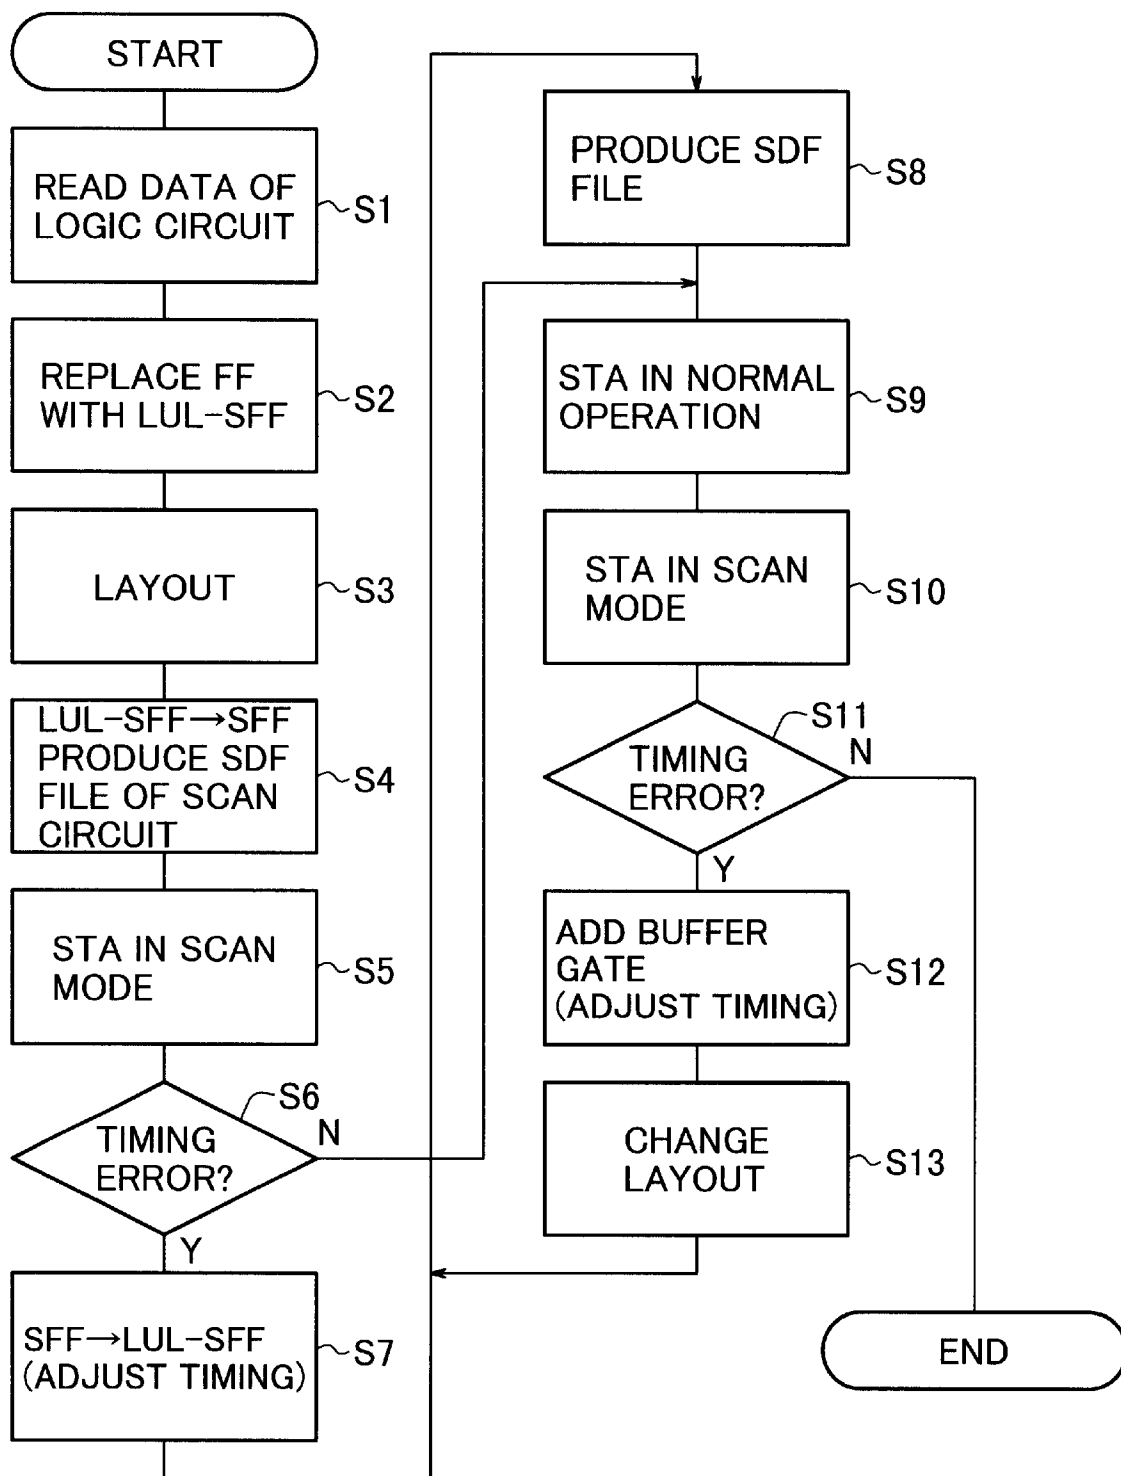 START
READ DATA OF
LOGIC CIRCUIT
S1
REPLACE FF
WITH LUL-SFF
S2
LAYOUT
S3
LUL-SFF→SFF
PRODUCE SDF
FILE OF SCAN
CIRCUIT
S4
STA IN SCAN
MODE
S5
S6
TIMING
ERROR?
N
Y
SFF→LUL-SFF
(ADJUST TIMING)
S7
PRODUCE SDF
FILE
S8
STA IN NORMAL
OPERATION
S9
STA IN SCAN
MODE
S10
S11
TIMING
ERROR?
N
Y
ADD BUFFER
GATE
(ADJUST TIMING)
S12
CHANGE
LAYOUT
S13
END